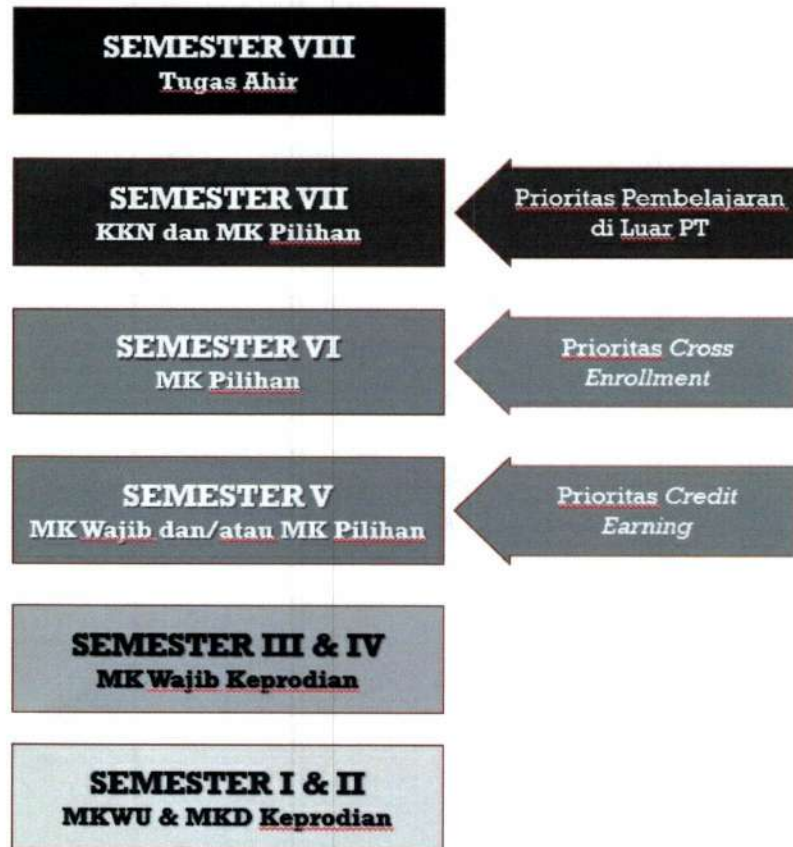 SEMESTER VIII
Tugas Ahir
SEMESTER VII
KKN dan MK Pilihan
Prioritas Pembelajaran
di Luar PT
SEMESTER VI
MK Pilihan
Prioritas Cross
Enrollment
SEMESTER V
MK Wajib dan/atau MK Pilihan
Prioritas Credit
Earning
SEMESTER III & IV
MK Wajib Keprodian
SEMESTER I & II
MKWU & MKD Keprodian